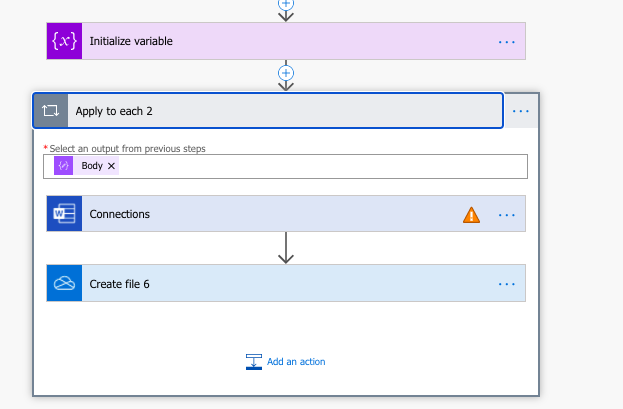 {x} Initialize variable ...
Apply to each 2 ...
* Select an output from previous steps
Body ×
W Connections ...
Create file 6 ...
Add an action